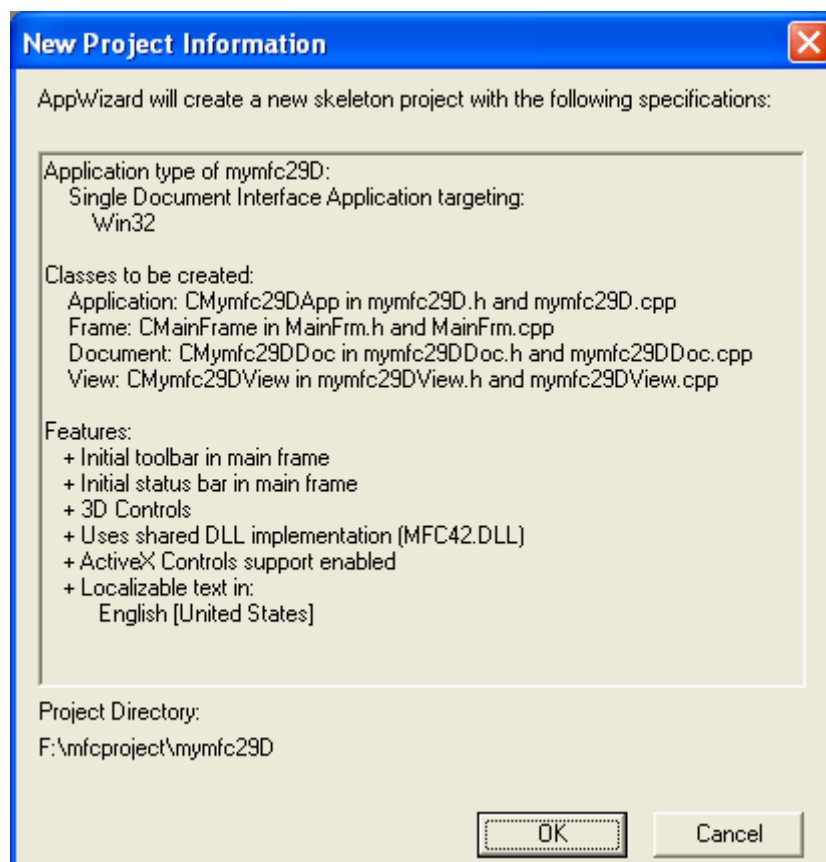 New Project Information
AppWizard will create a new skeleton project with the following specifications:
Application type of mymfc29D:
Single Document Interface Application targeting:
Win32
Classes to be created:
Application: CMymfc29DApp in mymfc29D.h and mymfc29D.cpp
Frame: CMainFrame in MainFrm.h and MainFrm.cpp
Document: CMymfc29DDoc in mymfc29DDoc.h and mymfc29DDoc.cpp
View: CMymfc29DView in mymfc29DView.h and mymfc29DView.cpp
Features:
+ Initial toolbar in main frame
+ Initial status bar in main frame
+ 3D Controls
+ Uses shared DLL implementation (MFC42.DLL)
+ ActiveX Controls support enabled
+ Localizable text in:
English [United States]
Project Directory:
F:\mfcproject\mymfc29D
OK Cancel